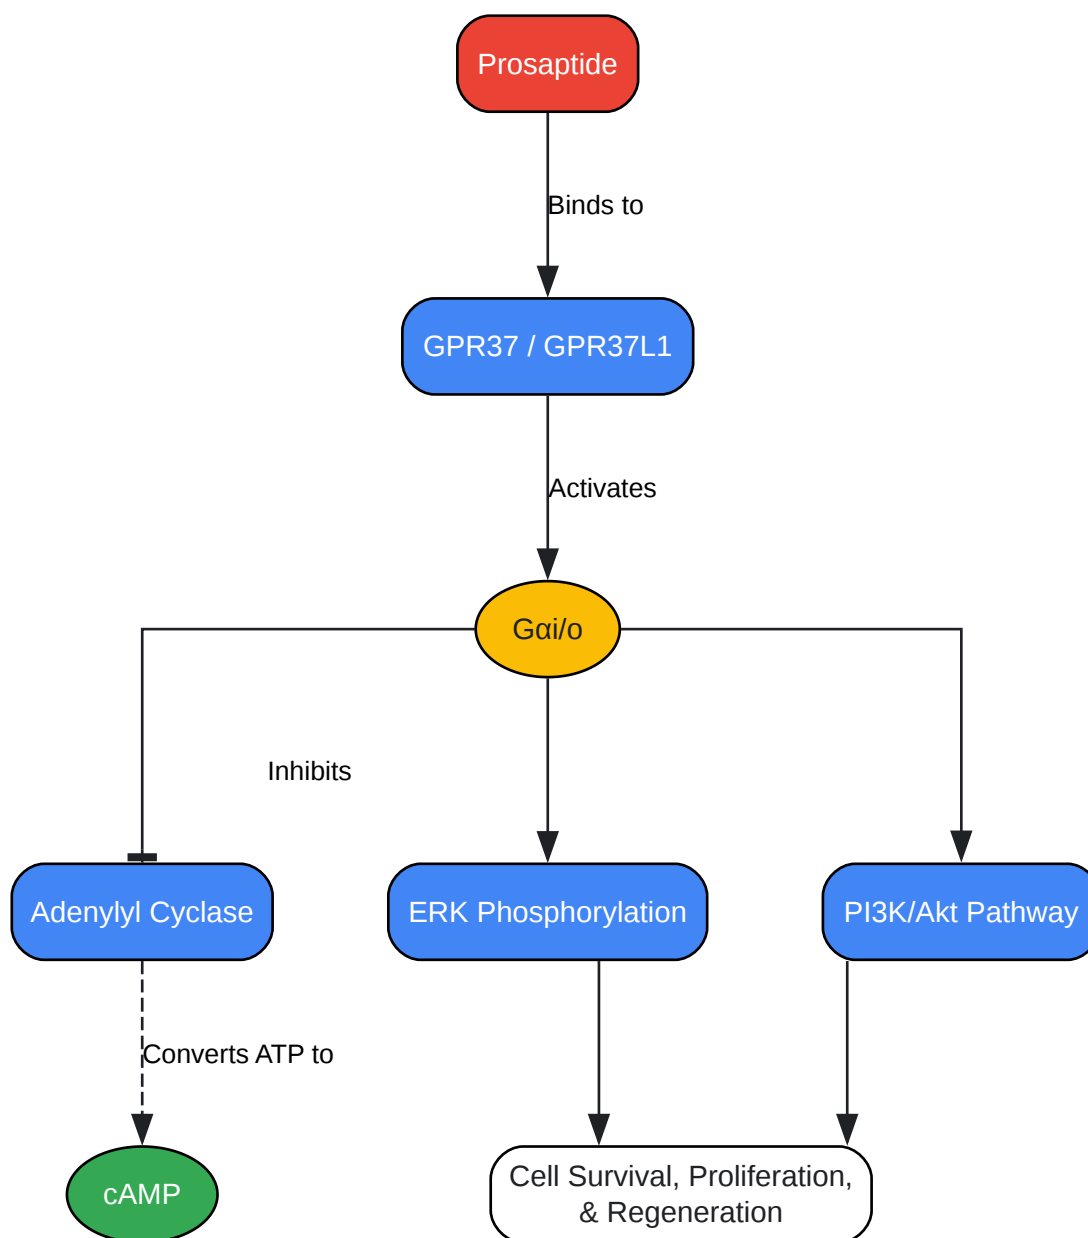 Prosaptide
Binds to
GPR37 / GPR37L1
Activates
Gαi/o
Inhibits
Adenylyl Cyclase
ERK Phosphorylation
PI3K/Akt Pathway
Converts ATP to
cAMP
Cell Survival, Proliferation,
& Regeneration